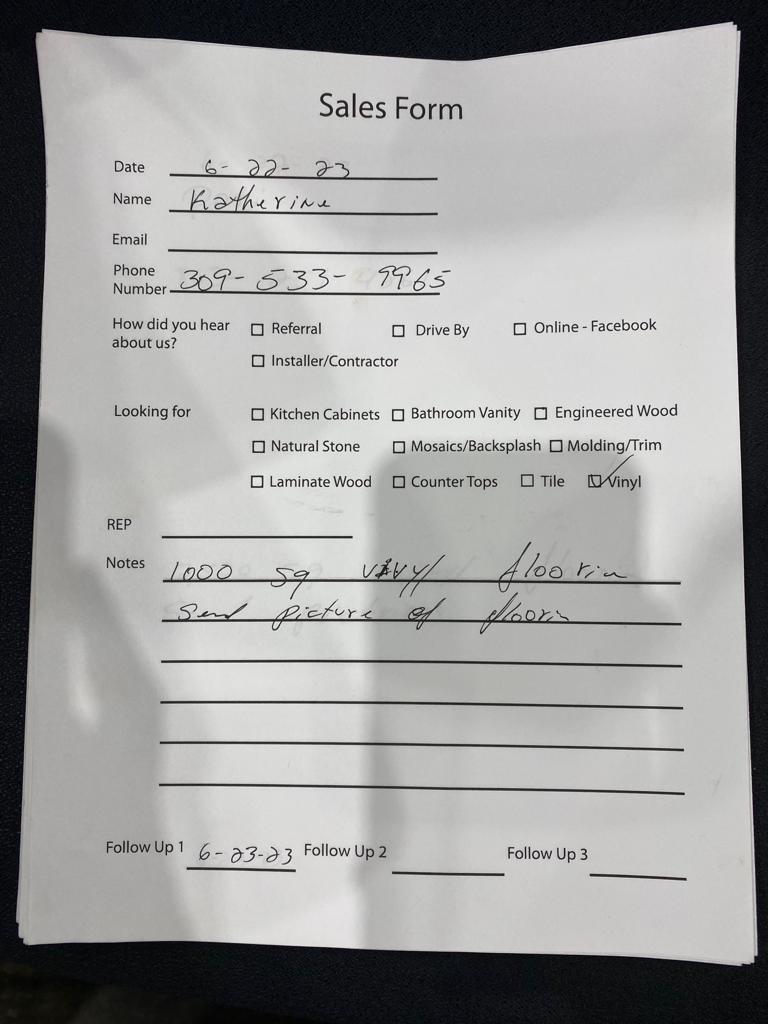 Sales Form
Date 6-22-23
Name Katherine
Email
Phone
Number 309-533-9965
How did you hear ☐ Referral ☐ Drive By ☐ Online - Facebook
about us? ☐ Installer/Contractor
Looking for ☐ Kitchen Cabinets ☐ Bathroom Vanity ☐ Engineered Wood
☐ Natural Stone ☐ Mosaics/Backsplash ☐ Molding/Trim
☐ Laminate Wood ☐ Counter Tops ☐ Tile ☑ Vinyl
REP
Notes 1000 sq vivyl floorin
Send picture of floorin
Follow Up 1 6-23-23 Follow Up 2 Follow Up 3